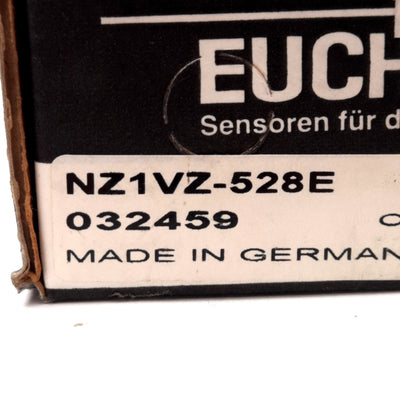 EUCH
Sensoren für d
NZ1VZ-528E
032459
MADE IN GERMAN